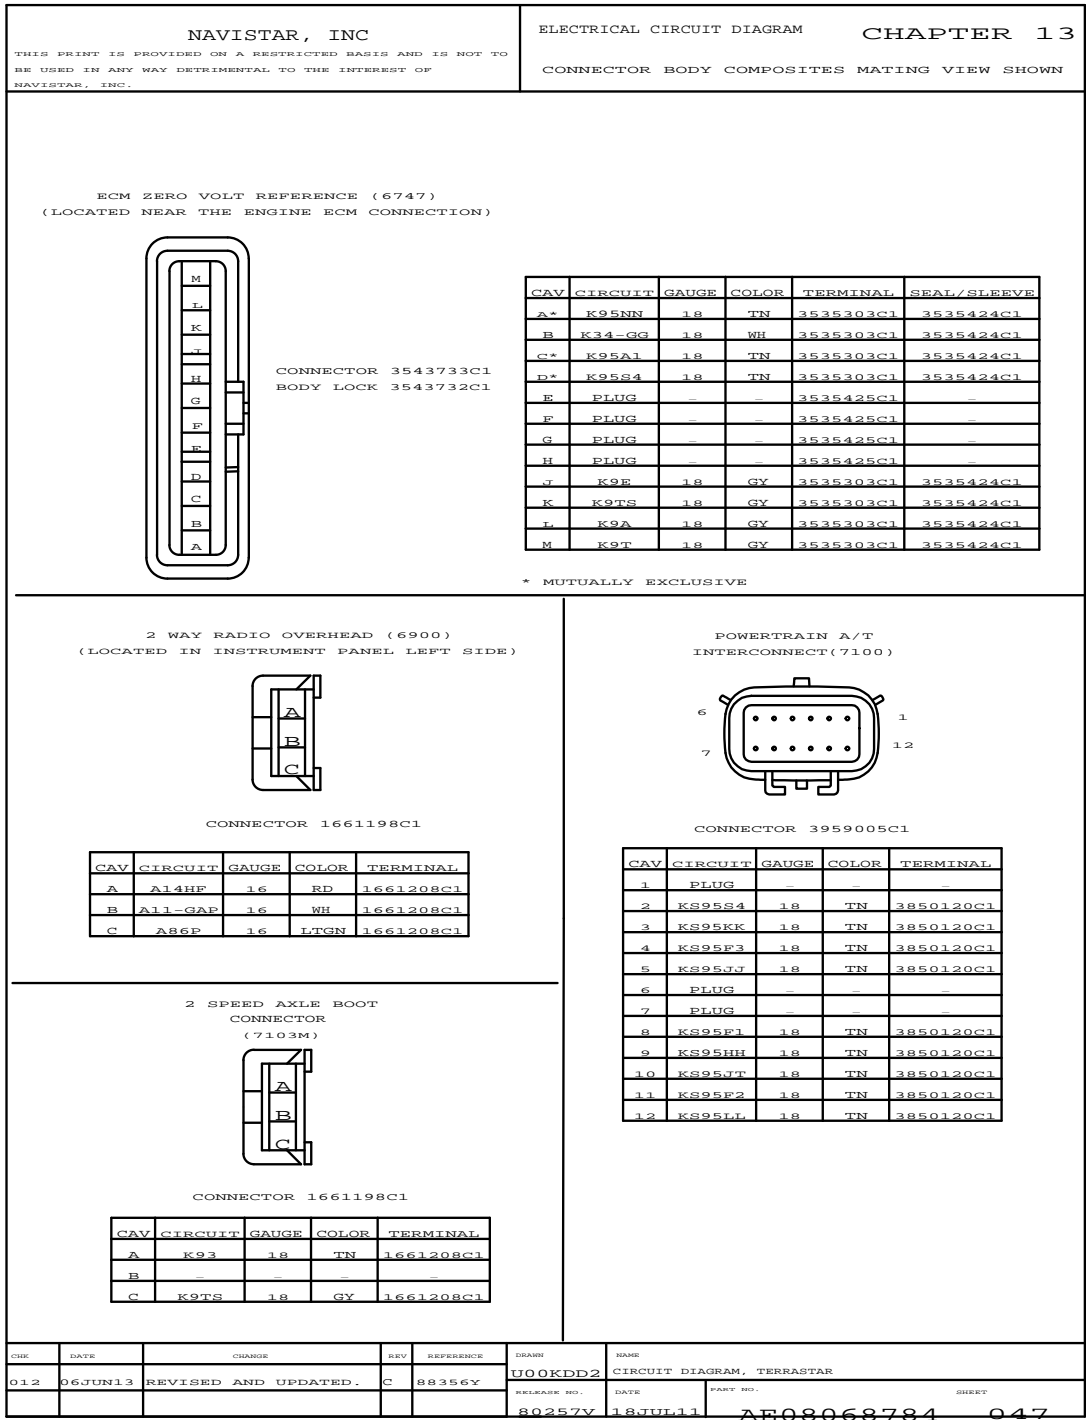 NAVISTAR, INC
THIS PRINT IS PROVIDED ON A RESTRICTED BASIS AND IS NOT TO
BE USED IN ANY WAY DETRIMENTAL TO THE INTEREST OF
NAVISTAR, INC.
ELECTRICAL CIRCUIT DIAGRAM CHAPTER 13
CONNECTOR BODY COMPOSITES MATING VIEW SHOWN
ECM ZERO VOLT REFERENCE (6747)
(LOCATED NEAR THE ENGINE ECM CONNECTION)
M
L
K
J
H
G
F
E
D
C
B
A
CONNECTOR 3543733C1
BODY LOCK 3543732C1
CAV CIRCUIT GAUGE COLOR TERMINAL SEAL/SLEEVE
A* K95NN 18 TN 3535303C1 3535424C1
B K34-GG 18 WH 3535303C1 3535424C1
C* K95A1 18 TN 3535303C1 3535424C1
D* K95S4 18 TN 3535303C1 3535424C1
E PLUG - - 3535425C1 -
F PLUG - - 3535425C1 -
G PLUG - - 3535425C1 -
H PLUG - - 3535425C1 -
J K9E 18 GY 3535303C1 3535424C1
K K9TS 18 GY 3535303C1 3535424C1
L K9A 18 GY 3535303C1 3535424C1
M K9T 18 GY 3535303C1 3535424C1
* MUTUALLY EXCLUSIVE
2 WAY RADIO OVERHEAD (6900)
(LOCATED IN INSTRUMENT PANEL LEFT SIDE)
A
B
C
CONNECTOR 1661198C1
CAV CIRCUIT GAUGE COLOR TERMINAL
A A14HF 16 RD 1661208C1
B A11-GAP 16 WH 1661208C1
C A86P 16 LTGN 1661208C1
2 SPEED AXLE BOOT
CONNECTOR
(7103M)
A
B
C
CONNECTOR 1661198C1
CAV CIRCUIT GAUGE COLOR TERMINAL
A K93 18 TN 1661208C1
B - - - -
C K9TS 18 GY 1661208C1
POWERTRAIN A/T
INTERCONNECT(7100)
6 1
7 12
CONNECTOR 3959005C1
CAV CIRCUIT GAUGE COLOR TERMINAL
1 PLUG - - -
2 KS95S4 18 TN 3850120C1
3 KS95KK 18 TN 3850120C1
4 KS95F3 18 TN 3850120C1
5 KS95JJ 18 TN 3850120C1
6 PLUG - - -
7 PLUG - - -
8 KS95F1 18 TN 3850120C1
9 KS95HH 18 TN 3850120C1
10 KS95JT 18 TN 3850120C1
11 KS95F2 18 TN 3850120C1
12 KS95LL 18 TN 3850120C1
CHK DATE CHANGE REV REFERENCE
012 06JUN13 REVISED AND UPDATED. C 88356Y
DRAWN NAME
U00KDD2 CIRCUIT DIAGRAM, TERRASTAR
RELEASE NO. DATE PART NO. SHEET
80257V 18JUL11 AE08068784 047